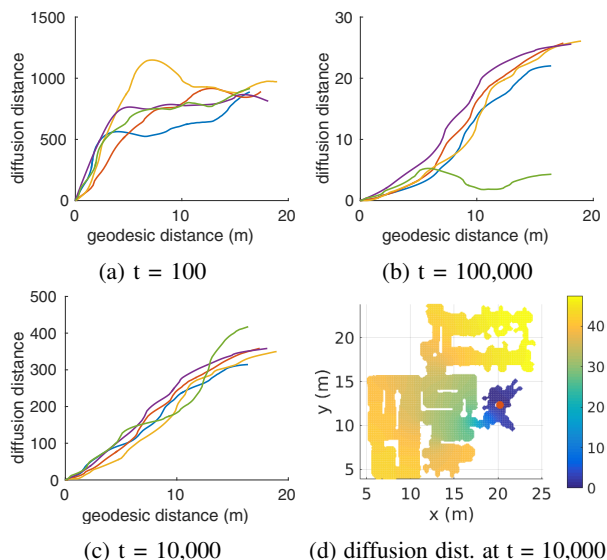 1500
1000
500
0
diffusion distance
0 10 20
geodesic distance (m)
(a) t = 100
30
20
10
0
diffusion distance
0 10 20
geodesic distance (m)
(b) t = 100,000
500
400
300
200
100
0
diffusion distance
0 10 20
geodesic distance (m)
(c) t = 10,000
20
15
10
5
y (m)
5 10 15 20 25
x (m)
40
30
20
10
0
(d) diffusion dist. at t = 10,000